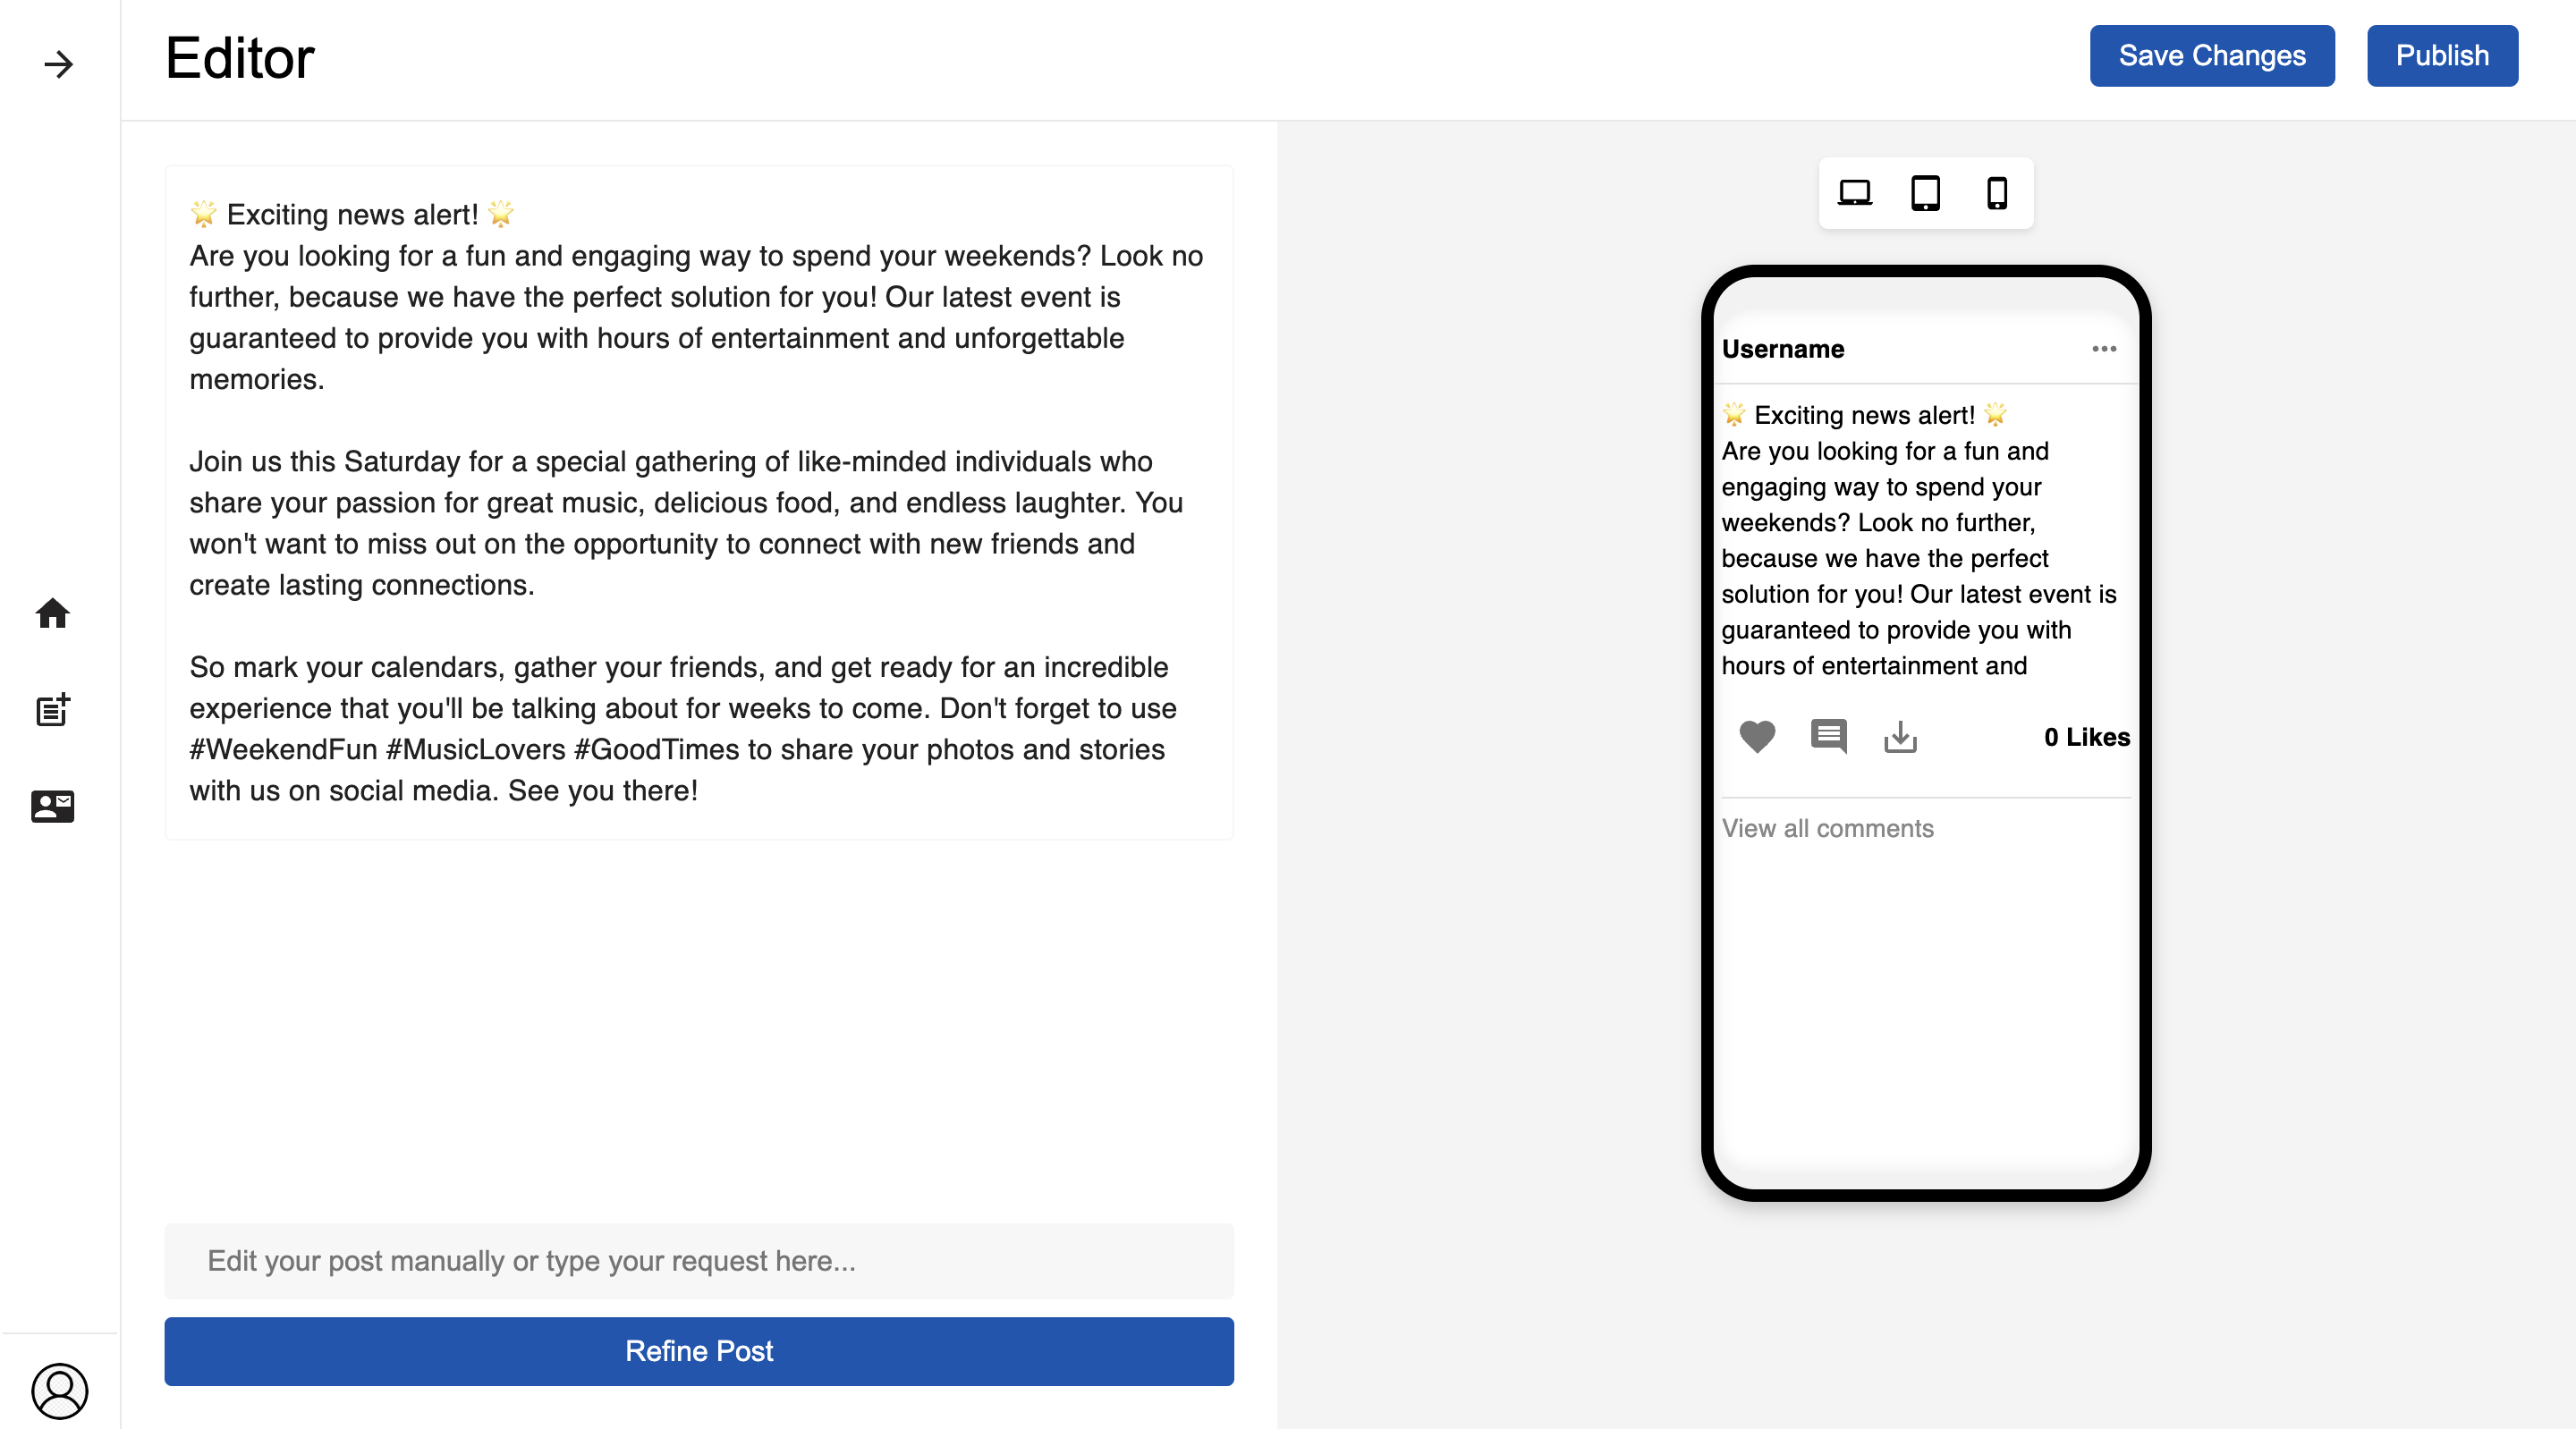 Editor
Save Changes
Publish
🌟 Exciting news alert! 🌟
Are you looking for a fun and engaging way to spend your weekends? Look no
further, because we have the perfect solution for you! Our latest event is
guaranteed to provide you with hours of entertainment and unforgettable
memories.
Join us this Saturday for a special gathering of like-minded individuals who
share your passion for great music, delicious food, and endless laughter. You
won't want to miss out on the opportunity to connect with new friends and
create lasting connections.
So mark your calendars, gather your friends, and get ready for an incredible
experience that you'll be talking about for weeks to come. Don't forget to use
#WeekendFun #MusicLovers #GoodTimes to share your photos and stories
with us on social media. See you there!
Edit your post manually or type your request here...
Refine Post
Username
🌟 Exciting news alert! 🌟
Are you looking for a fun and
engaging way to spend your
weekends? Look no further,
because we have the perfect
solution for you! Our latest event is
guaranteed to provide you with
hours of entertainment and
0 Likes
View all comments